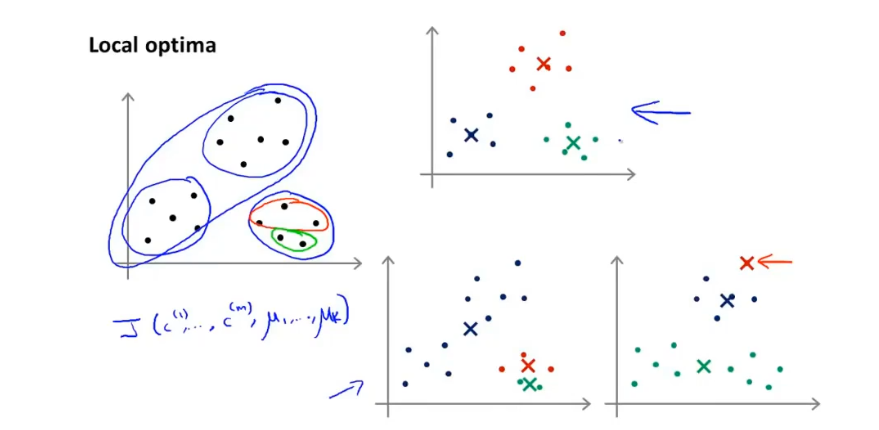 Local optima
J(c⁽¹⁾,..., c⁽ᵐ⁾, μ₁,..., μₖ)